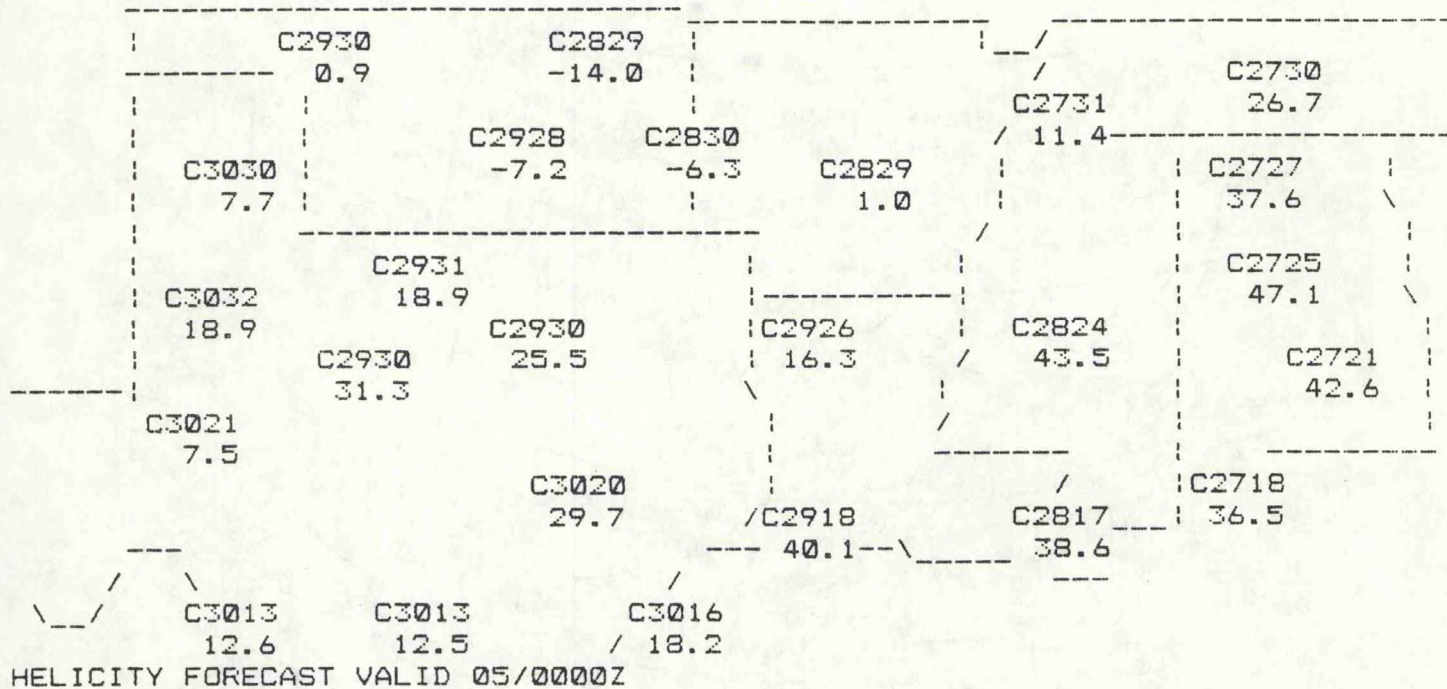 C2930 C2829
0.9 -14.0 C2730
C2731 26.7
C2928 C2830 11.4
C3030 -7.2 -6.3 C2829 C2727
7.7 1.0 37.6
C2931 C2725
C3032 18.9 47.1
18.9 C2930 C2926 C2824
C2930 25.5 16.3 43.5 C2721
31.3 42.6
C3021
7.5
C3020 C2718
29.7 C2918 C2817 36.5
40.1 38.6
C3013 C3013 C3016
12.6 12.5 18.2
HELICITY FORECAST VALID 05/0000Z